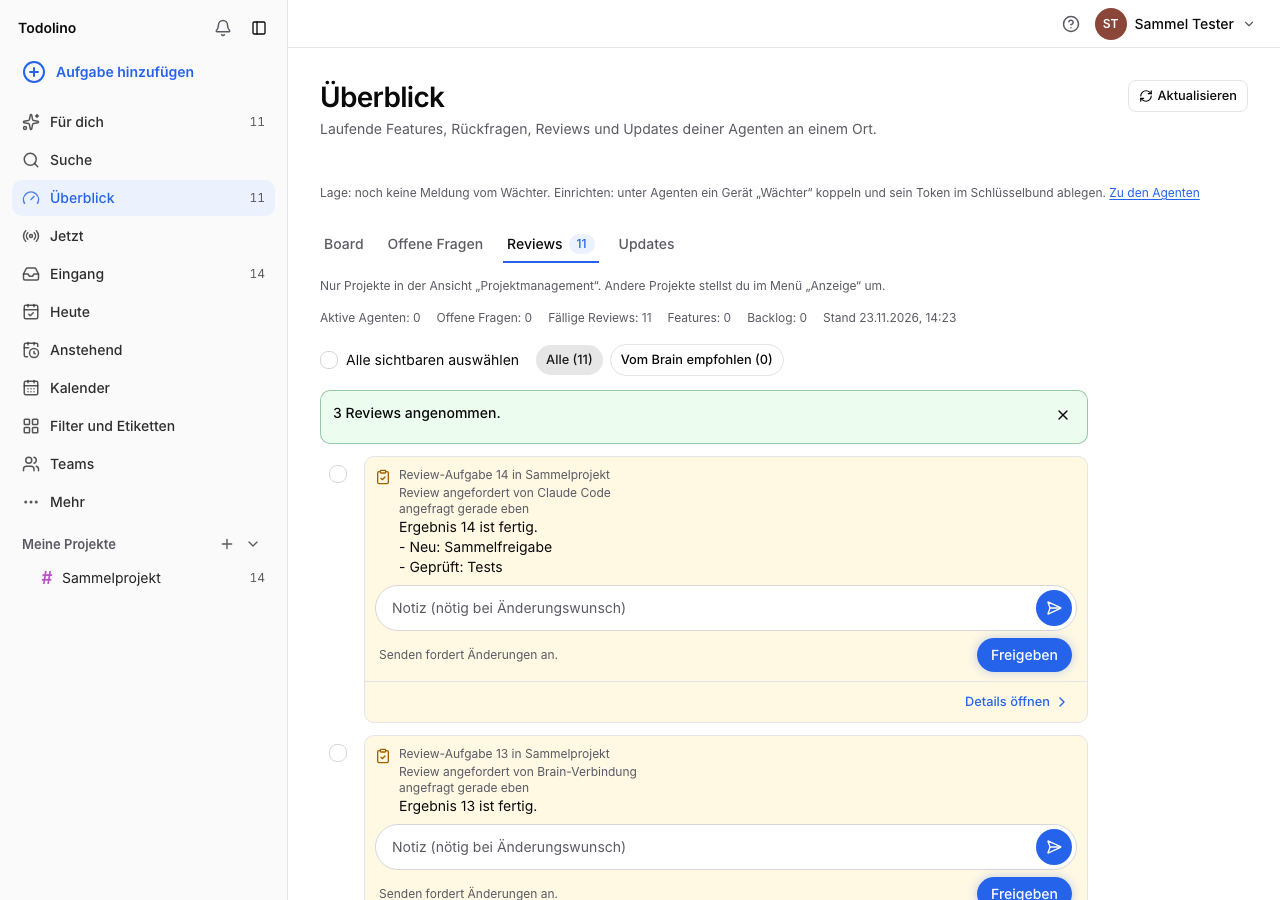 Todolino
Aufgabe hinzufügen
Für dich 11
Suche
Überblick 11
Jetzt
Eingang 14
Heute
Anstehend
Kalender
Filter und Etiketten
Teams
Mehr
Meine Projekte
# Sammelprojekt 14
ST Sammel Tester
Überblick
Aktualisieren
Laufende Features, Rückfragen, Reviews und Updates deiner Agenten an einem Ort.
Lage: noch keine Meldung vom Wächter. Einrichten: unter Agenten ein Gerät „Wächter“ koppeln und sein Token im Schlüsselbund ablegen. Zu den Agenten
Board Offene Fragen Reviews 11 Updates
Nur Projekte in der Ansicht „Projektmanagement“. Andere Projekte stellst du im Menü „Anzeige“ um.
Aktive Agenten: 0 Offene Fragen: 0 Fällige Reviews: 11 Features: 0 Backlog: 0 Stand 23.11.2026, 14:23
Alle sichtbaren auswählen Alle (11) Vom Brain empfohlen (0)
3 Reviews angenommen.
Review-Aufgabe 14 in Sammelprojekt
Review angefordert von Claude Code
angefragt gerade eben
Ergebnis 14 ist fertig.
- Neu: Sammelfreigabe
- Geprüft: Tests
Notiz (nötig bei Änderungswunsch)
Senden fordert Änderungen an. Freigeben
Details öffnen
Review-Aufgabe 13 in Sammelprojekt
Review angefordert von Brain-Verbindung
angefragt gerade eben
Ergebnis 13 ist fertig.
Notiz (nötig bei Änderungswunsch)
Senden fordert Änderungen an. Freigeben